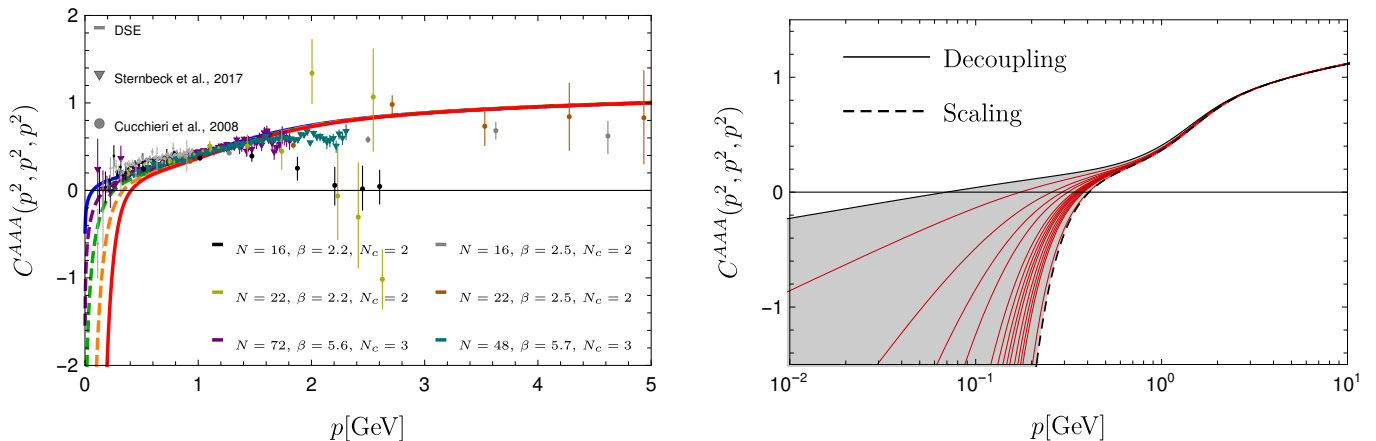 2
1
0
−1
−2
0
1
2
3
4
5
C^{AAA}(p^2, p^2, p^2)
p[GeV]
DSE
Sternbeck et al., 2017
Cucchieri et al., 2008
N = 16, β = 2.2, N_c = 2
N = 16, β = 2.5, N_c = 2
N = 22, β = 2.2, N_c = 2
N = 22, β = 2.5, N_c = 2
N = 72, β = 5.6, N_c = 3
N = 48, β = 5.7, N_c = 3
1
0
−1
10^{−2}
10^{−1}
10^0
10^1
C^{AAA}(p^2, p^2, p^2)
p[GeV]
Decoupling
Scaling